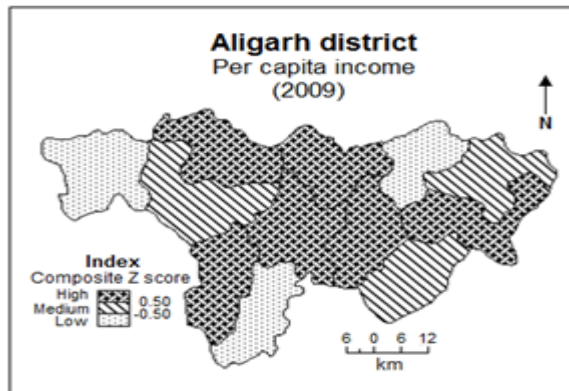 Aligarh district
Per capita income
(2009)
N
Index
Composite Z score
High
0.50
Medium
-0.50
Low
6 0 6 12
km